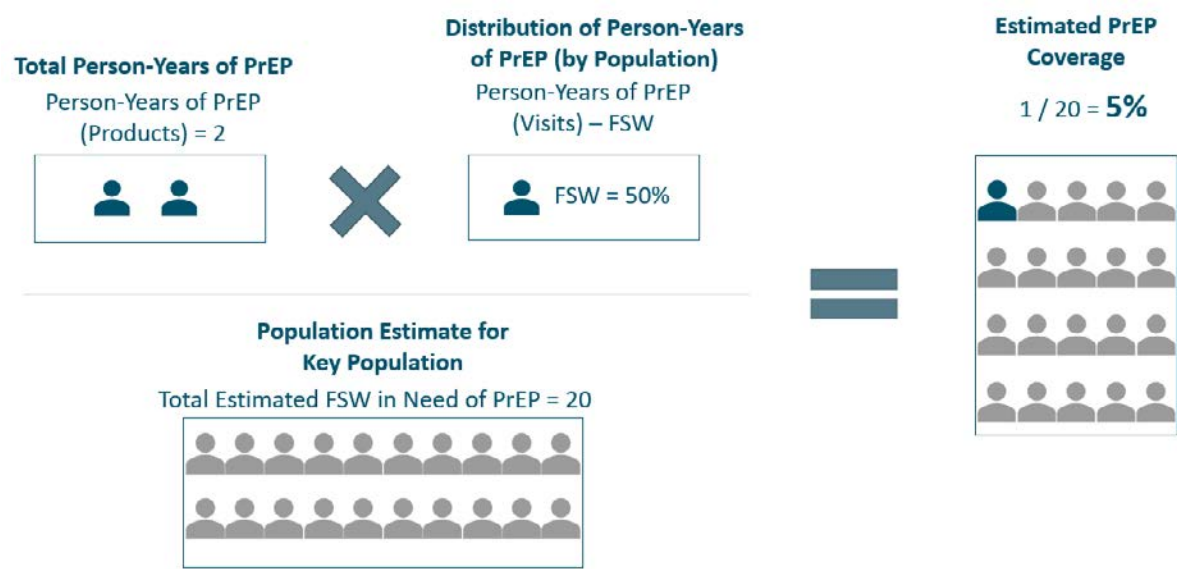 Total Person-Years of PrEP
Person-Years of PrEP
(Products) = 2
Distribution of Person-Years
of PrEP (by Population)
Person-Years of PrEP
(Visits) – FSW
FSW = 50%
Population Estimate for
Key Population
Total Estimated FSW in Need of PrEP = 20
Estimated PrEP
Coverage
1 / 20 = 5%